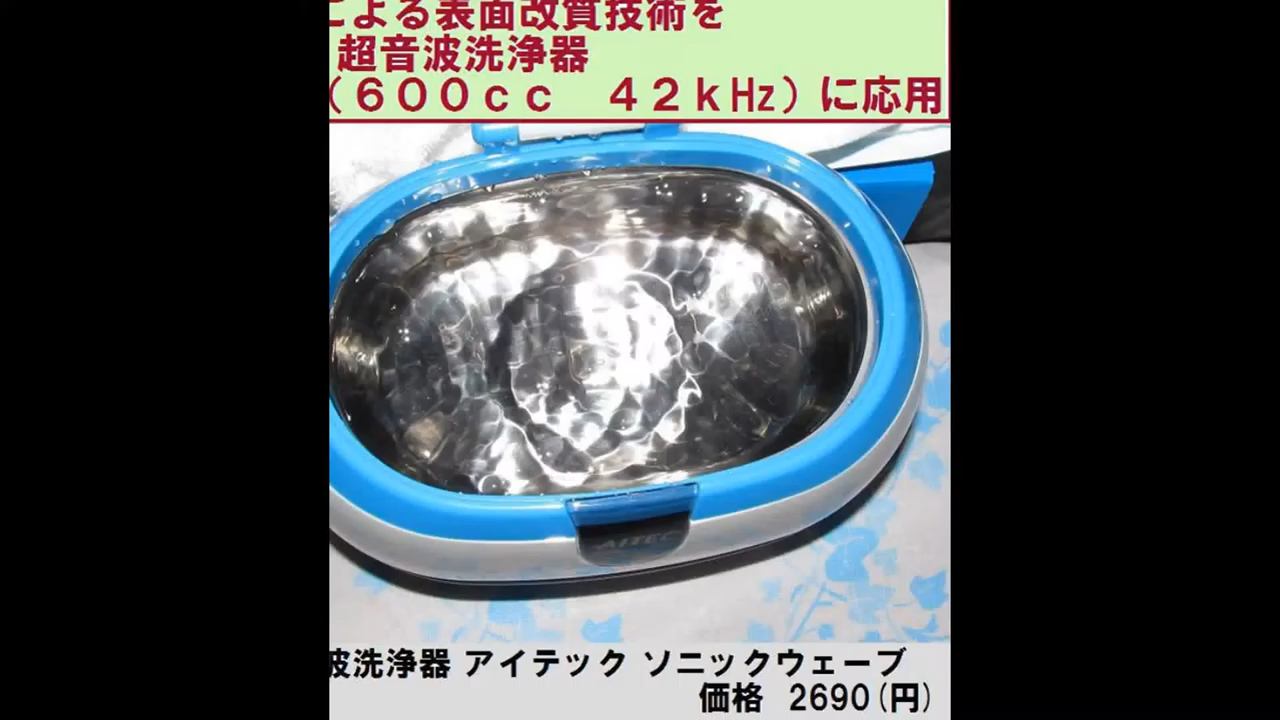 による表面改質技術を
超音波洗浄器
（６００ｃｃ　４２ｋHz）に応用
AITEC
波洗浄器 アイテック ソニックウェーブ
価格 2690(円)